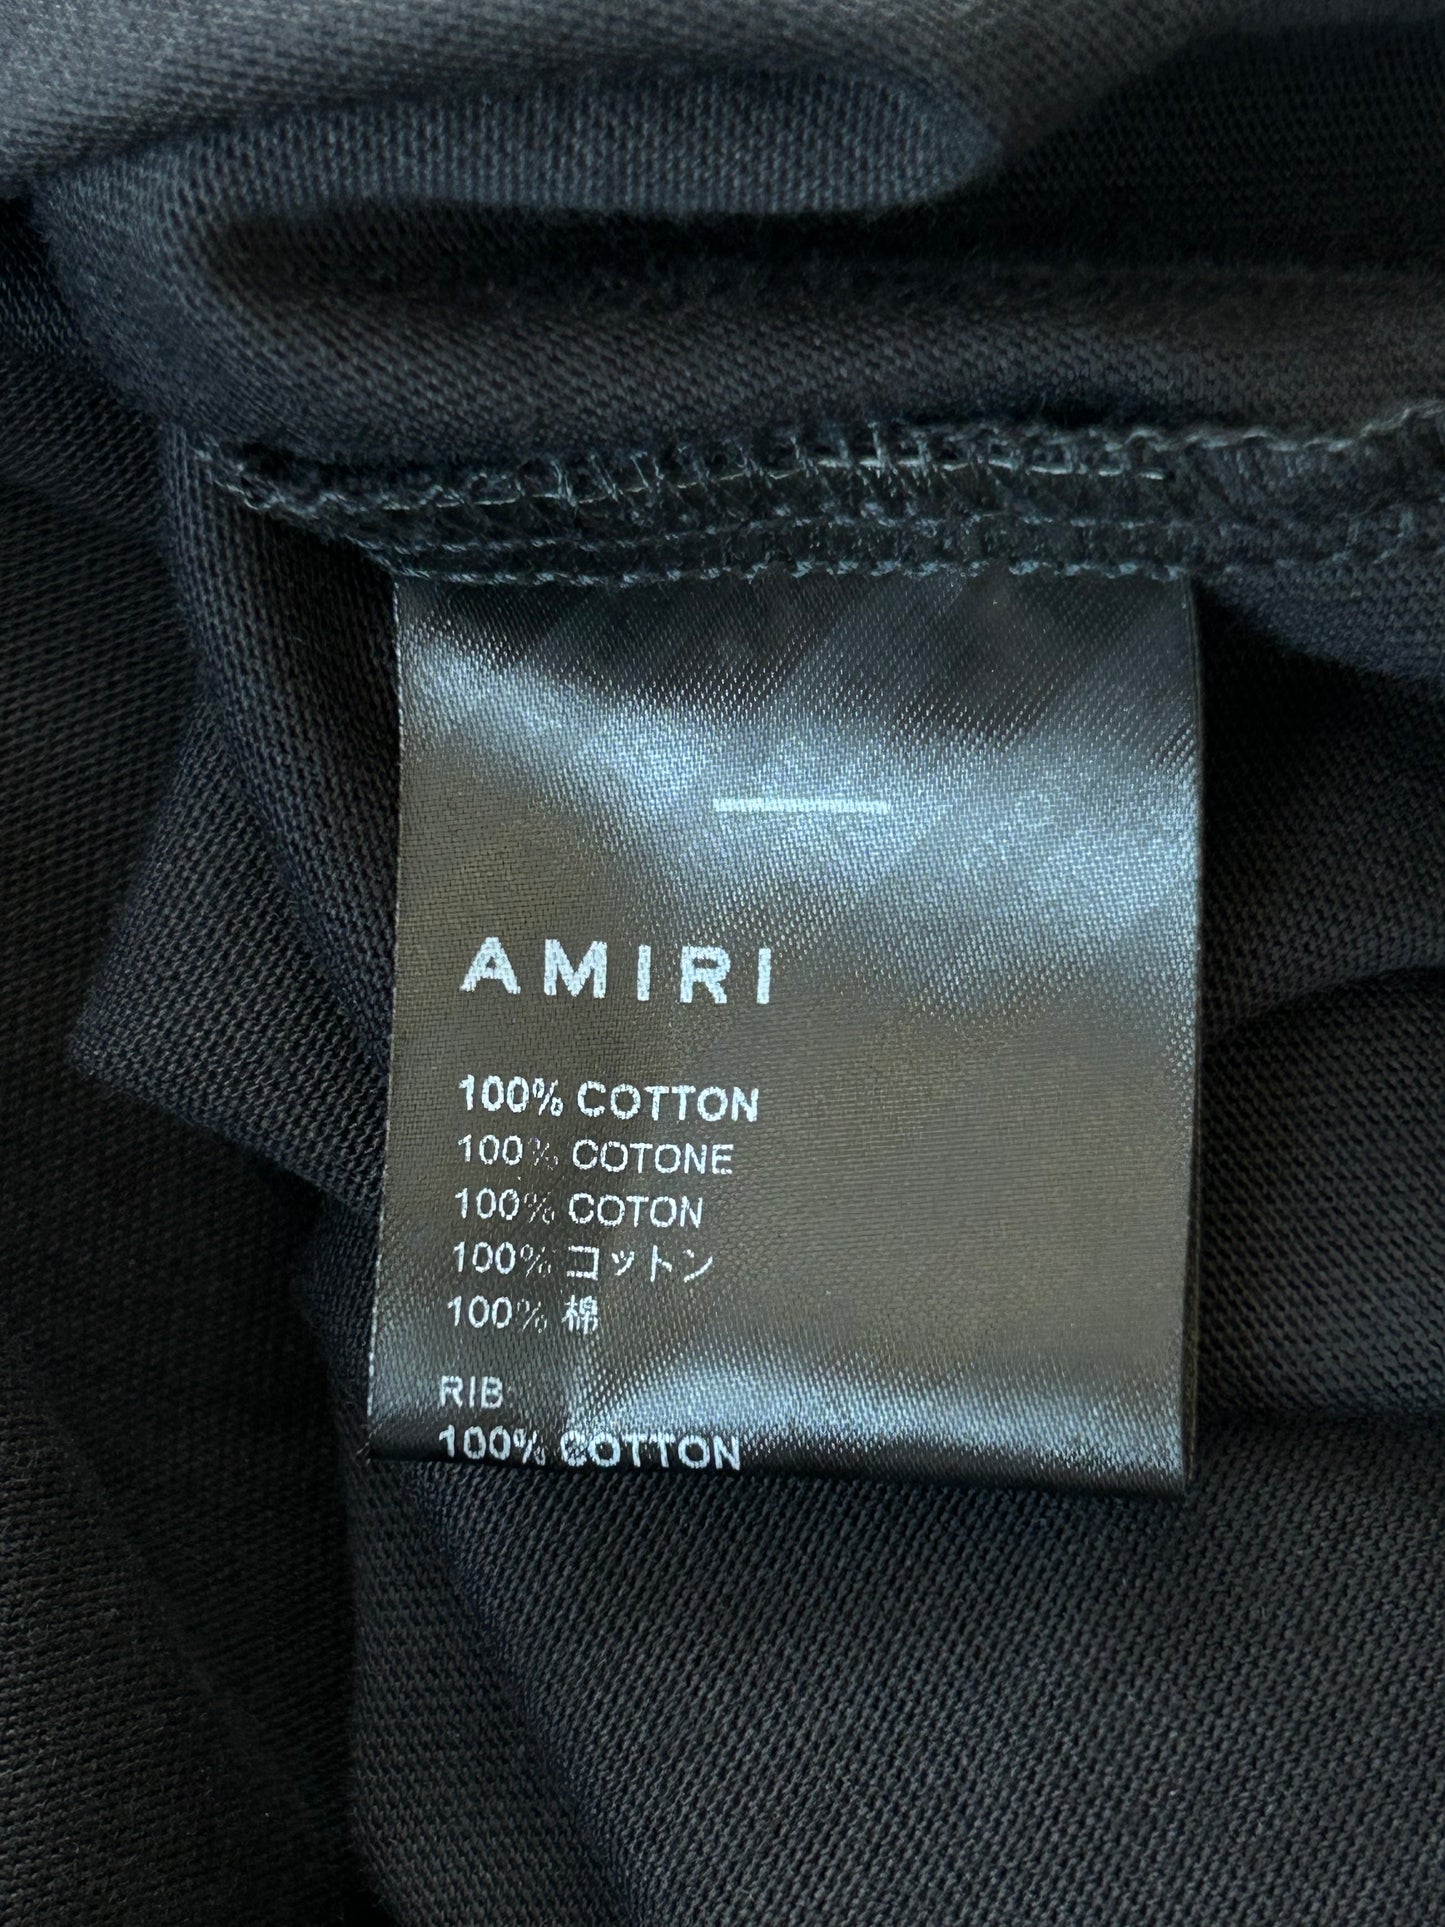 AMIRI
100% COTTON
100% COTONE
100% COTON
100% コットン
100% 棉
RIB
100% COTTON